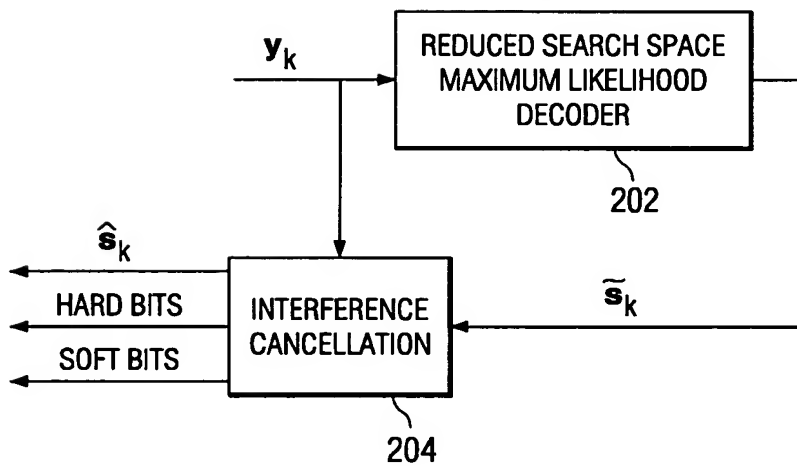 y_k
REDUCED SEARCH SPACE
MAXIMUM LIKELIHOOD
DECODER
202
ŝ_k
HARD BITS
SOFT BITS
INTERFERENCE
CANCELLATION
s̃_k
204